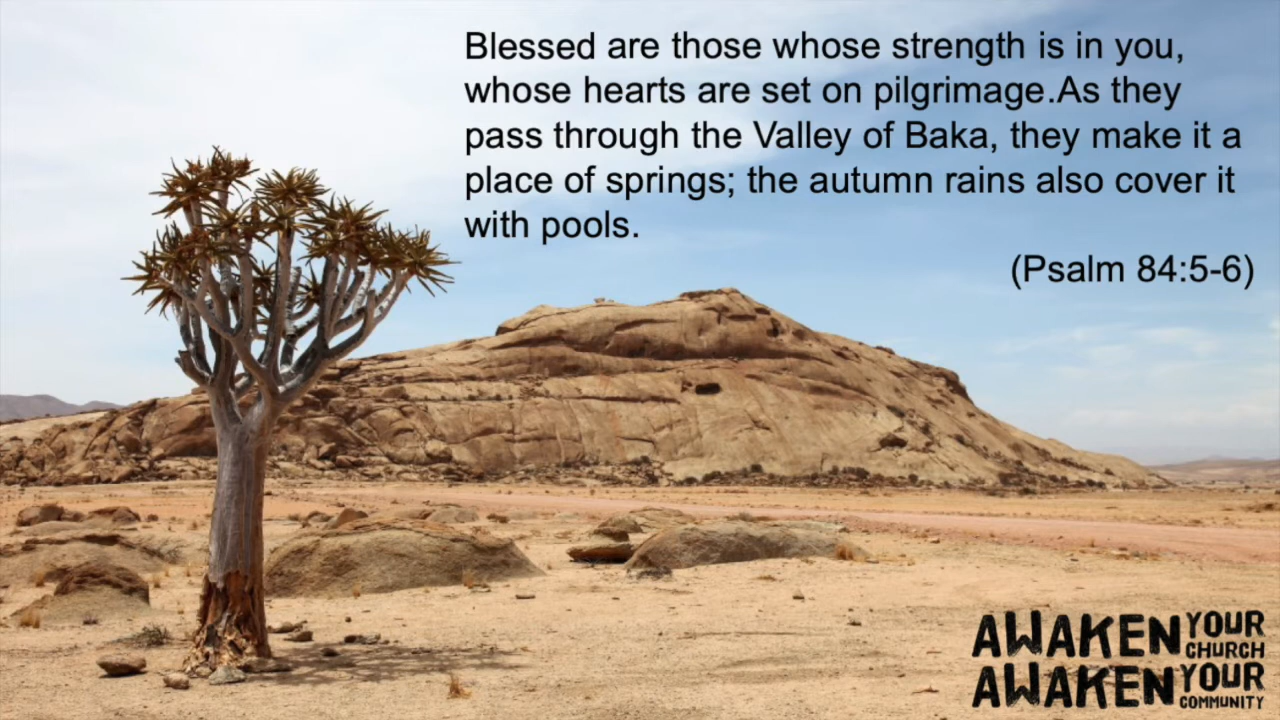 Blessed are those whose strength is in you,
whose hearts are set on pilgrimage.As they
pass through the Valley of Baka, they make it a
place of springs; the autumn rains also cover it
with pools.
(Psalm 84:5-6)
AWAKEN YOUR CHURCH
AWAKEN YOUR COMMUNITY